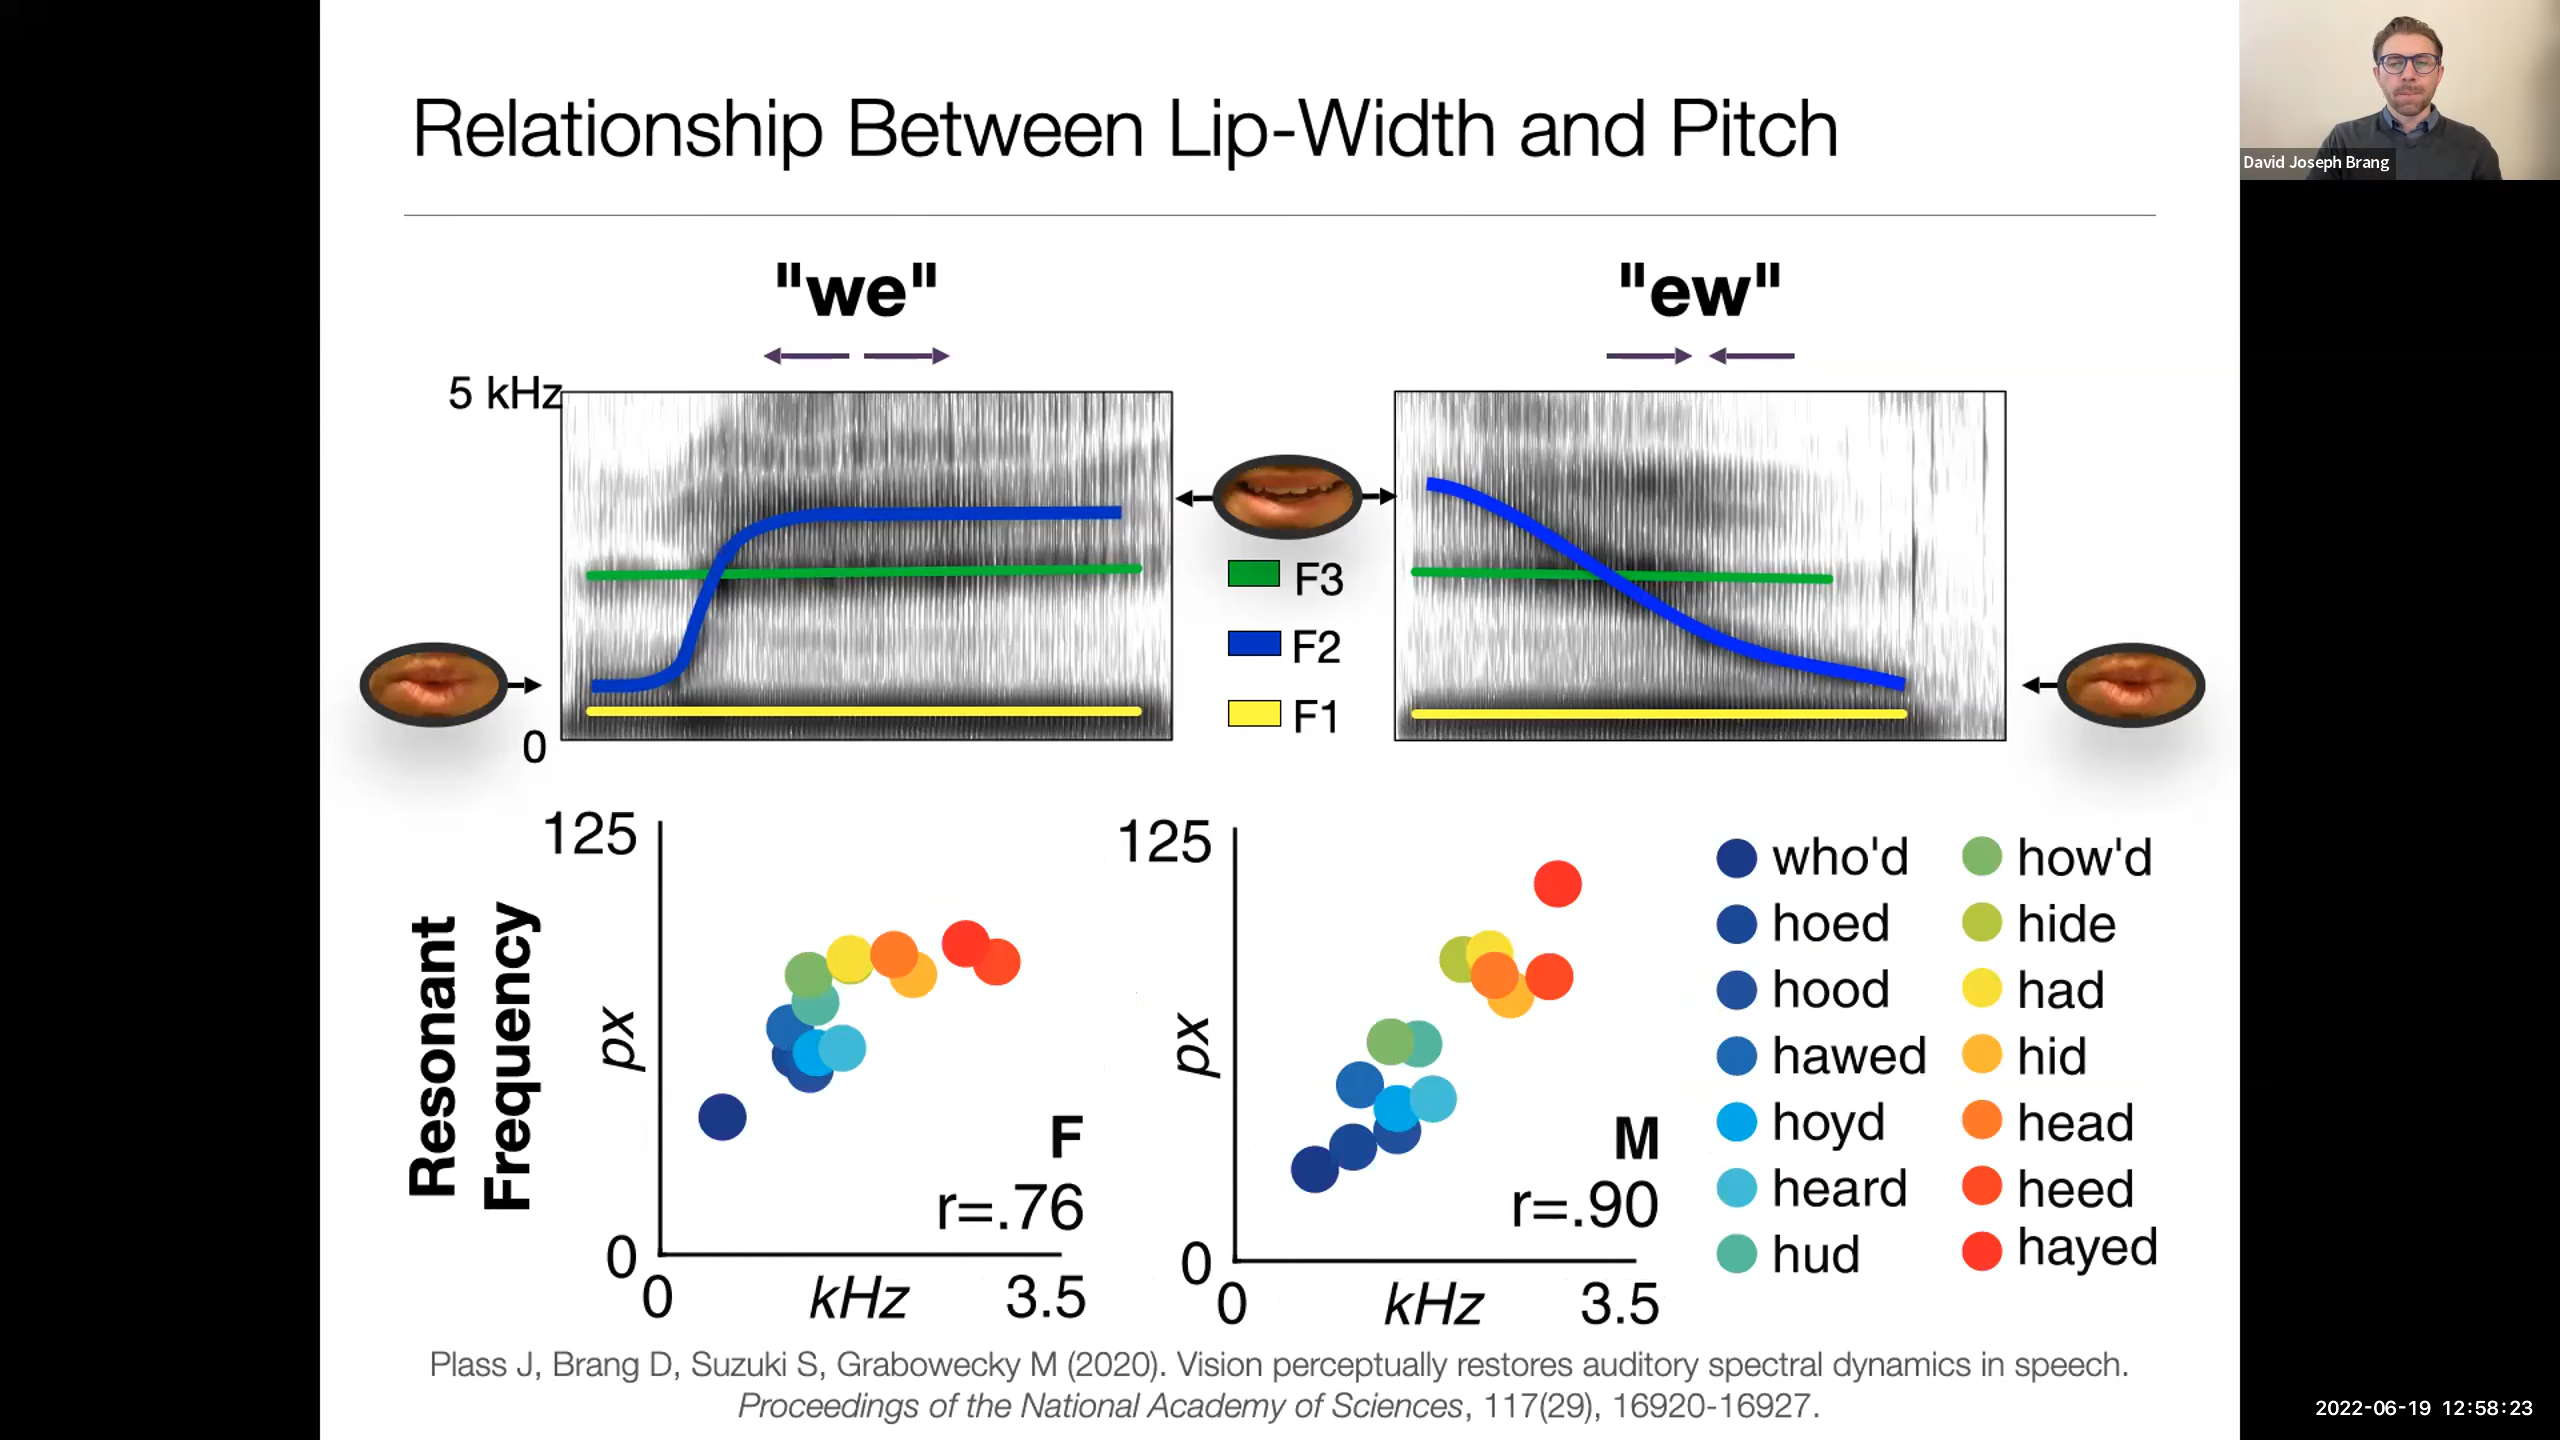 Relationship Between Lip-Width and Pitch
David Joseph Brang
"we"
"ew"
5 kHz
0
F3
F2
F1
Resonant
Frequency
125
px
0
0
kHz
3.5
F
r=.76
125
px
0
0
kHz
3.5
M
r=.90
who'd
hoed
hood
hawed
hoyd
heard
hud
how'd
hide
had
hid
head
heed
hayed
Plass J, Brang D, Suzuki S, Grabowecky M (2020). Vision perceptually restores auditory spectral dynamics in speech.
Proceedings of the National Academy of Sciences, 117(29), 16920-16927.
2022-06-19 12:58:23